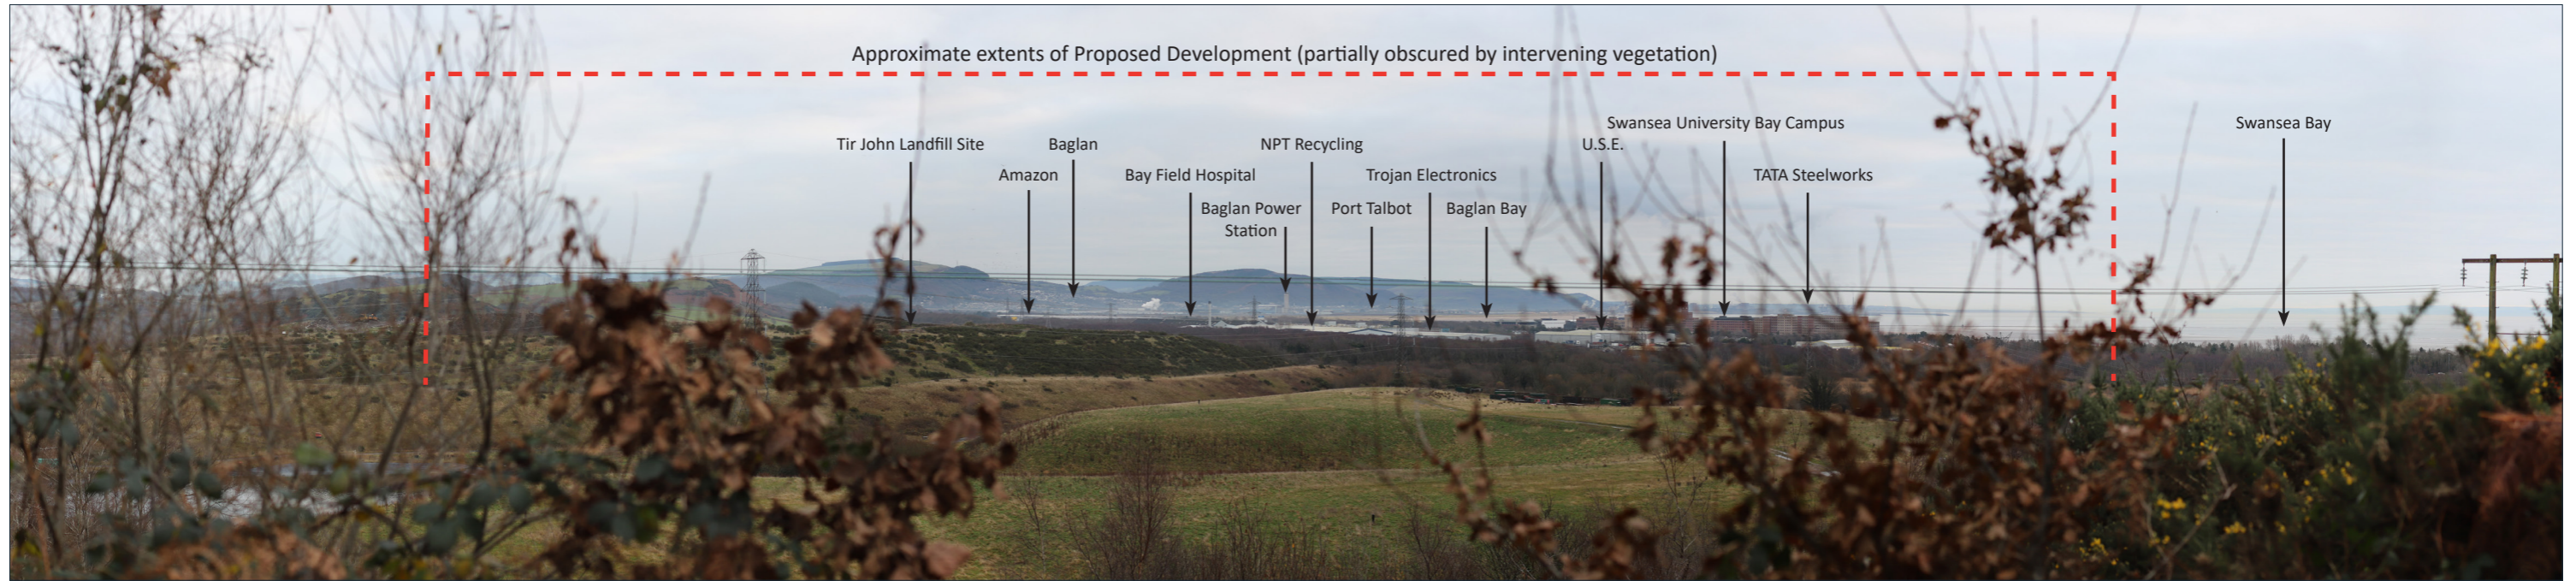 Approximate extents of Proposed Development (partially obscured by intervening vegetation)
Swansea University Bay Campus
Swansea Bay
Tir John Landfill Site
Baglan
NPT Recycling
U.S.E.
Amazon
Bay Field Hospital
Trojan Electronics
TATA Steelworks
Baglan Power
Station
Port Talbot
Baglan Bay